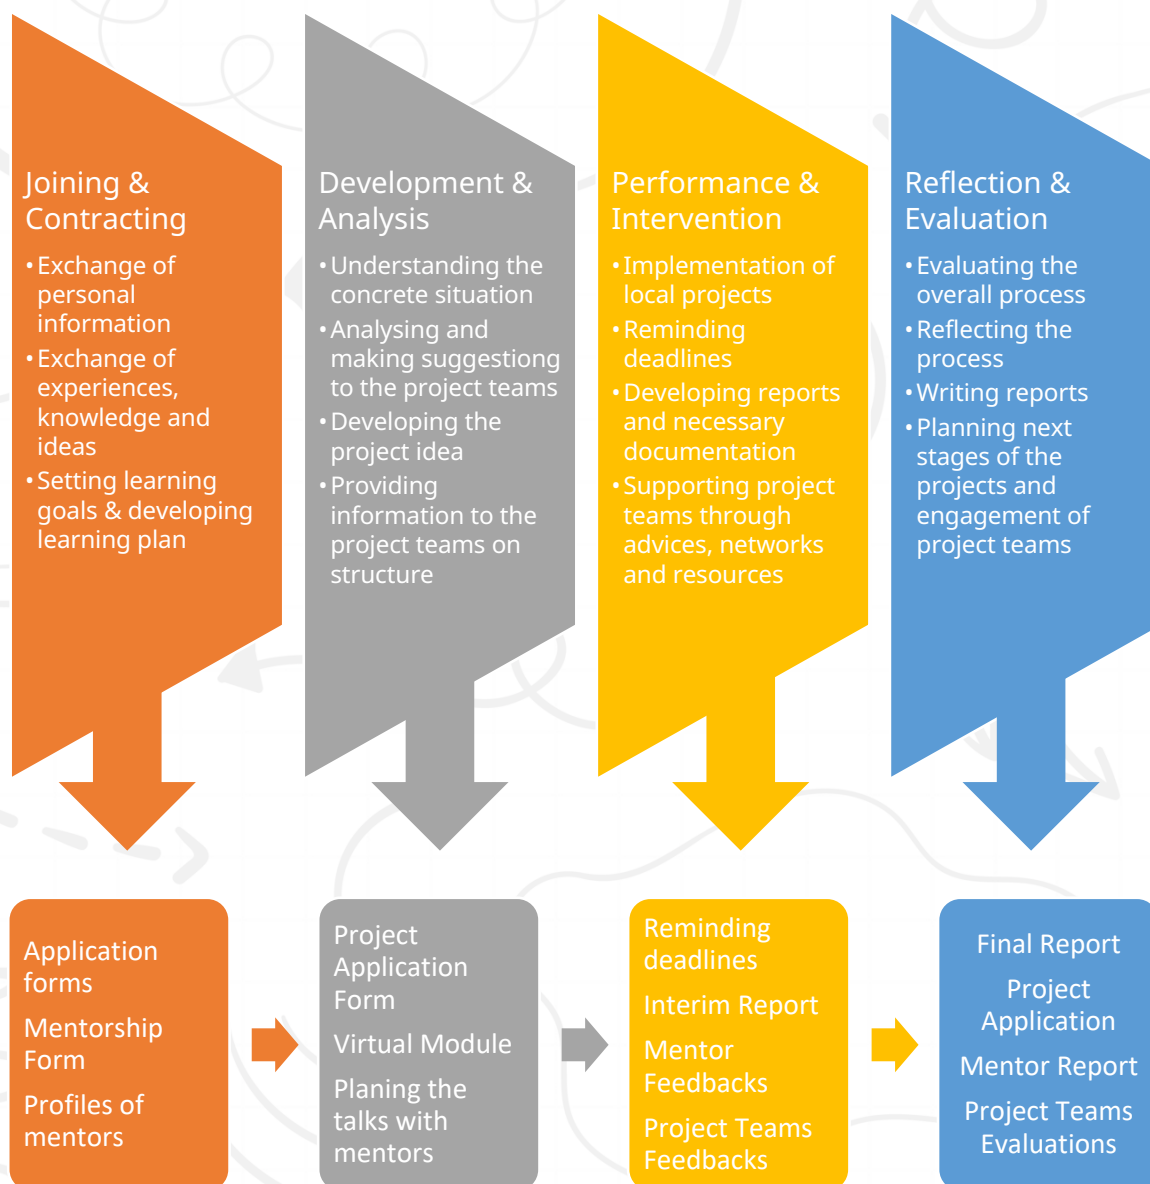 Joining &
Contracting
• Exchange of
personal
information
• Exchange of
experiences,
knowledge and
ideas
• Setting learning
goals & developing
learning plan
Development &
Analysis
• Understanding the
concrete situation
• Analysing and
making suggestiong
to the project teams
• Developing the
project idea
• Providing
information to the
project teams on
structure
Performance &
Intervention
• Implementation of
local projects
• Reminding
deadlines
• Developing reports
and necessary
documentation
• Supporting project
teams through
advices, networks
and resources
Reflection &
Evaluation
• Evaluating the
overall process
• Reflecting the
process
• Writing reports
• Planning next
stages of the
projects and
engagement of
project teams
Application
forms
Mentorship
Form
Profiles of
mentors
Project
Application
Form
Virtual Module
Planing the
talks with
mentors
Reminding
deadlines
Interim Report
Mentor
Feedbacks
Project Teams
Feedbacks
Final Report
Project
Application
Mentor Report
Project Teams
Evaluations